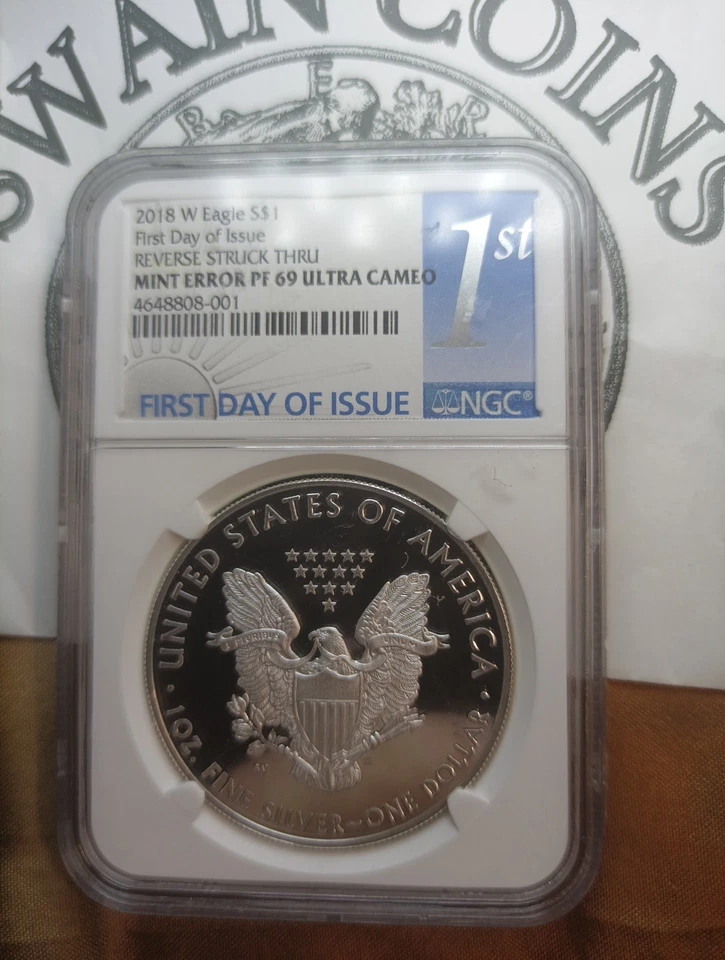 SWAIN COINS
2018 W Eagle S$1
First Day of Issue
REVERSE STRUCK THRU
MINT ERROR PF 69 ULTRA CAMEO
4648808-001
1st
FIRST DAY OF ISSUE
NGC®
UNITED STATES OF AMERICA
PLURIBUS
1 OZ. FINE SILVER~ONE DOLLAR